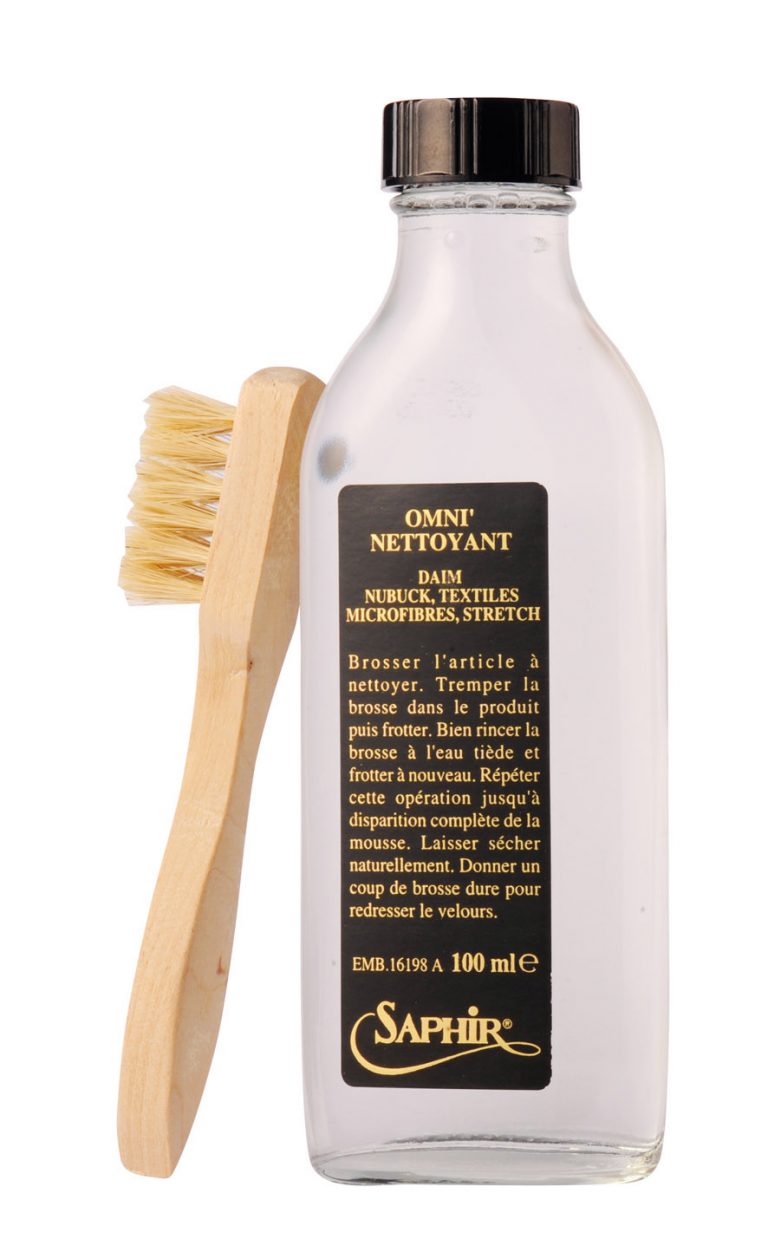 OMNI'
NETTOYANT
DAIM
NUBUCK, TEXTILES
MICROFIBRES, STRETCH
Brosser l'article à
nettoyer. Tremper la
brosse dans le produit
puis frotter. Bien rincer la
brosse à l'eau tiède et
frotter à nouveau. Répéter
cette opération jusqu'à
disparition complète de la
mousse. Laisser sécher
naturellement. Donner un
coup de brosse dure pour
redresser le velours.
EMB.16198 A 100 ml ℮
SAPHIR®